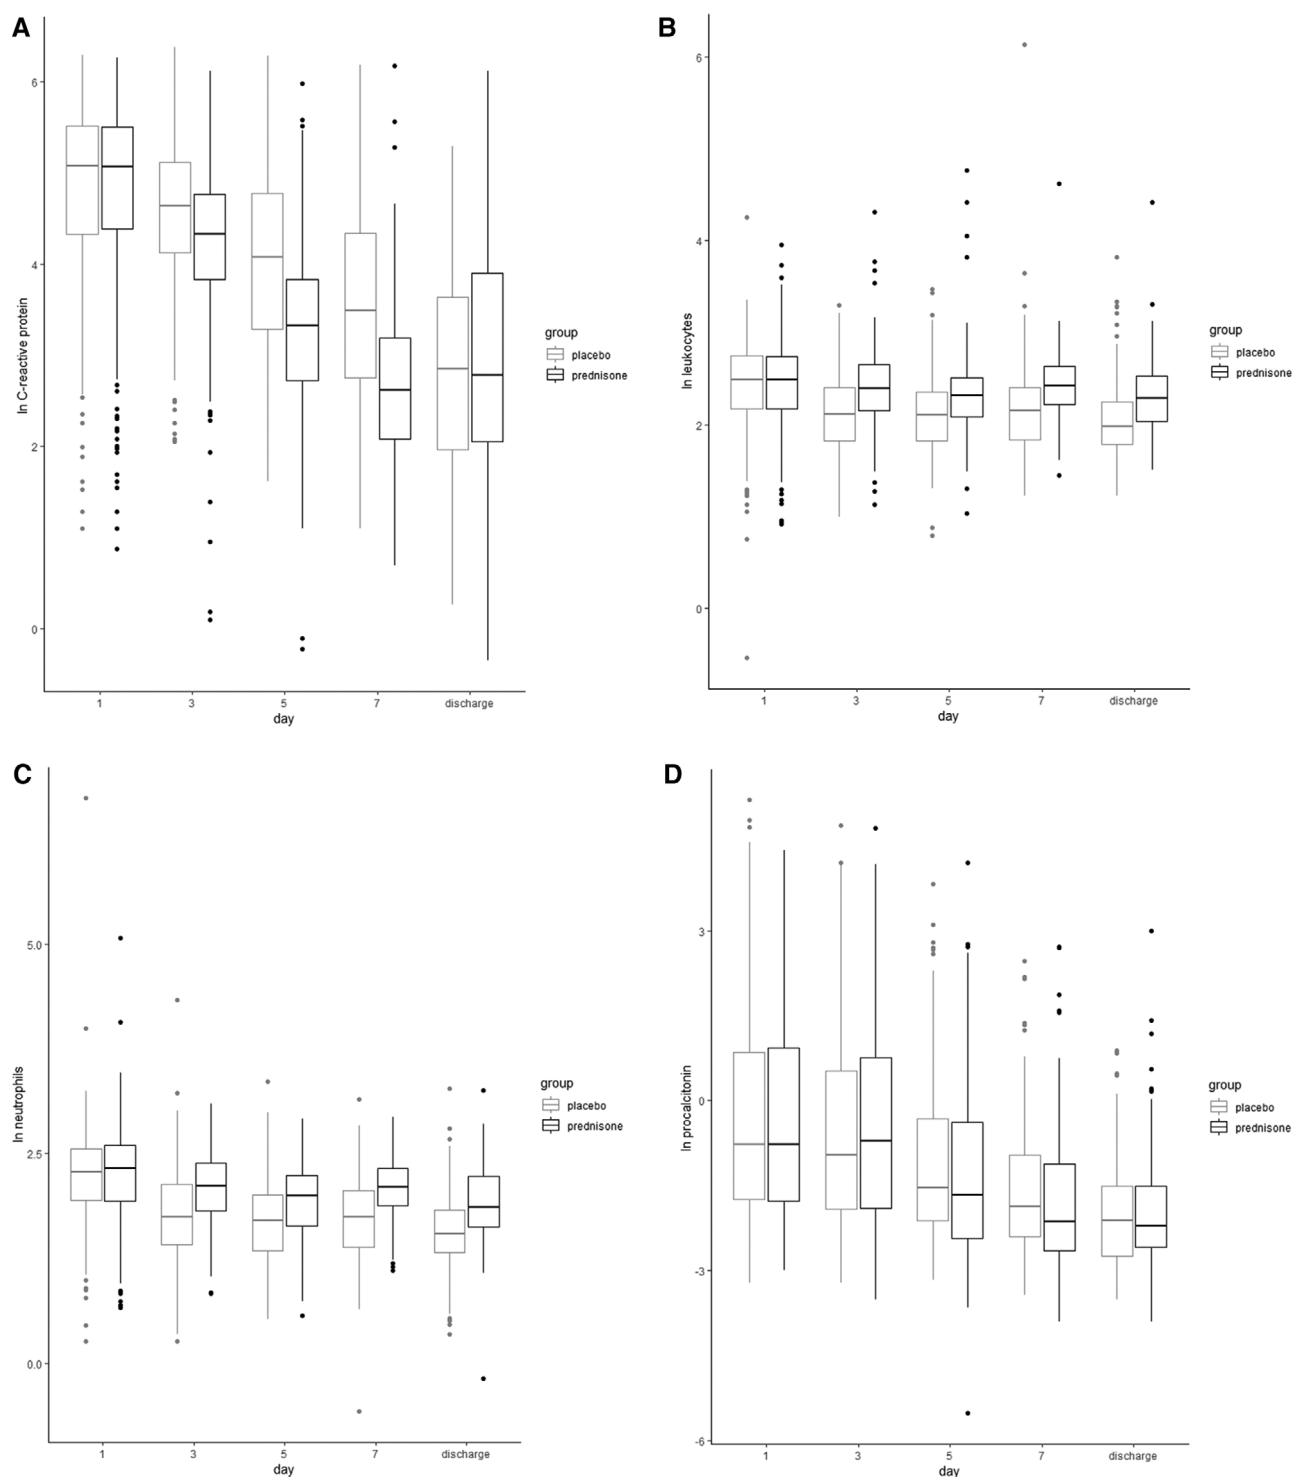 A
ln C-reactive protein
6
4
2
0
1 3 5 7 discharge
day
group
placebo
prednisone
B
ln leukocytes
6
4
2
0
1 3 5 7 discharge
day
group
placebo
prednisone
C
ln neutrophils
5.0
2.5
0.0
1 3 5 7 discharge
day
group
placebo
prednisone
D
ln procalcitonin
3
0
-3
-6
1 3 5 7 discharge
day
group
placebo
prednisone